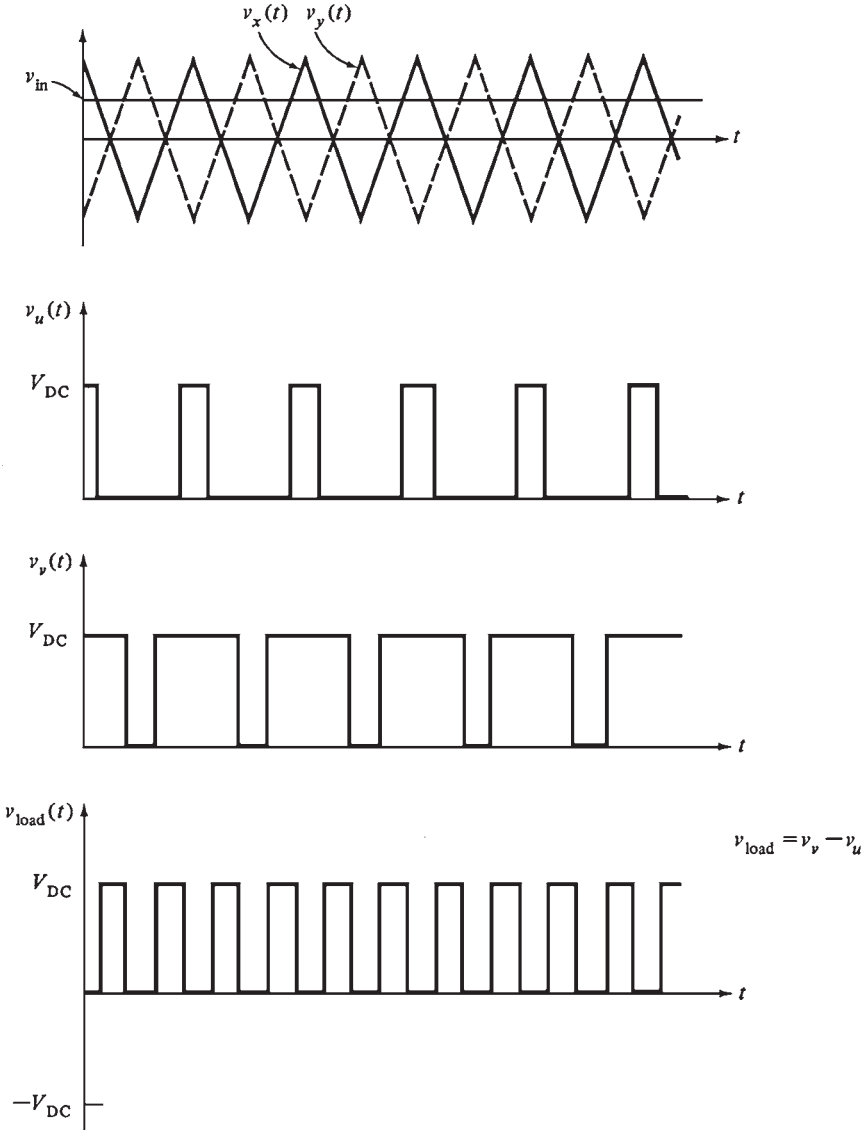 v_x(t) v_y(t)
v_in
t
v_u(t)
V_DC
t
v_v(t)
V_DC
t
v_load(t)
v_load = v_v − v_u
V_DC
t
−V_DC